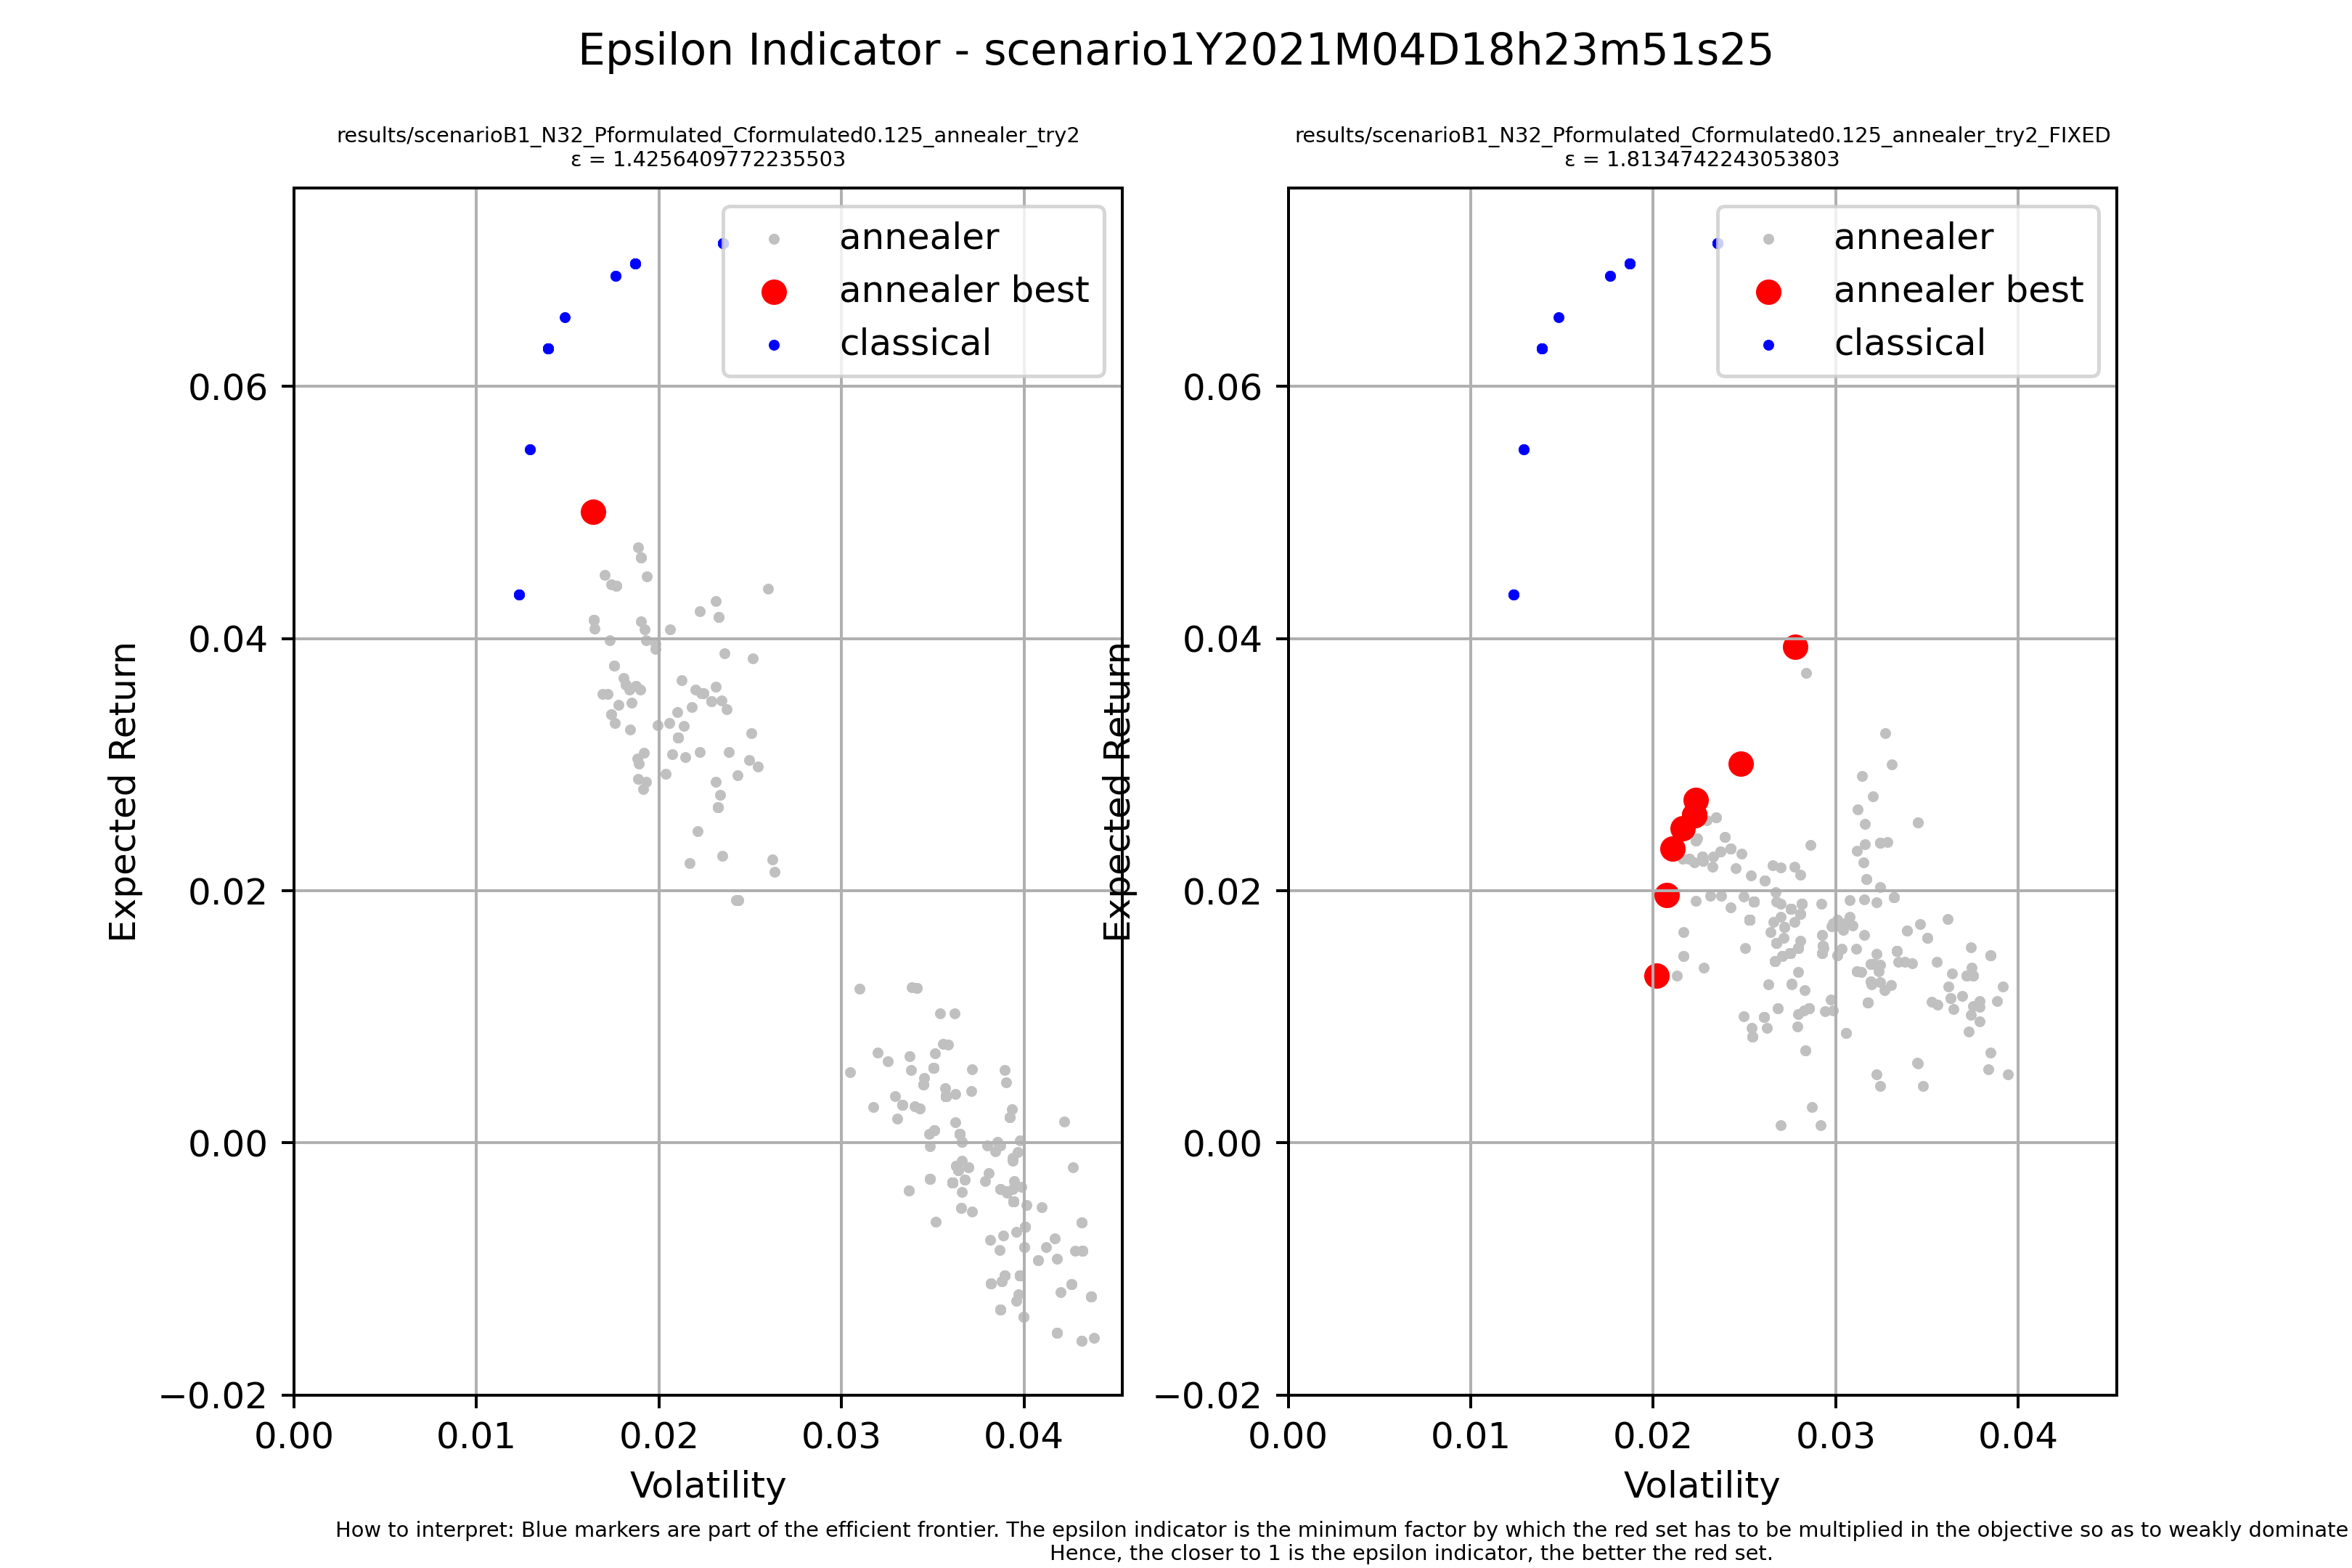 Epsilon Indicator - scenario1Y2021M04D18h23m51s25
results/scenarioB1_N32_Pformulated_Cformulated0.125_annealer_try2
ε = 1.4256409772235503
annealer
annealer best
classical
0.06
0.04
0.02
0.00
−0.02
Expected Return
0.00 0.01 0.02 0.03 0.04
Volatility
results/scenarioB1_N32_Pformulated_Cformulated0.125_annealer_try2_FIXED
ε = 1.8134742243053803
annealer
annealer best
classical
0.06
0.04
0.02
0.00
−0.02
Expected Return
0.00 0.01 0.02 0.03 0.04
Volatility
How to interpret: Blue markers are part of the efficient frontier. The epsilon indicator is the minimum factor by which the red set has to be multiplied in the objective so as to weakly dominate
Hence, the closer to 1 is the epsilon indicator, the better the red set.